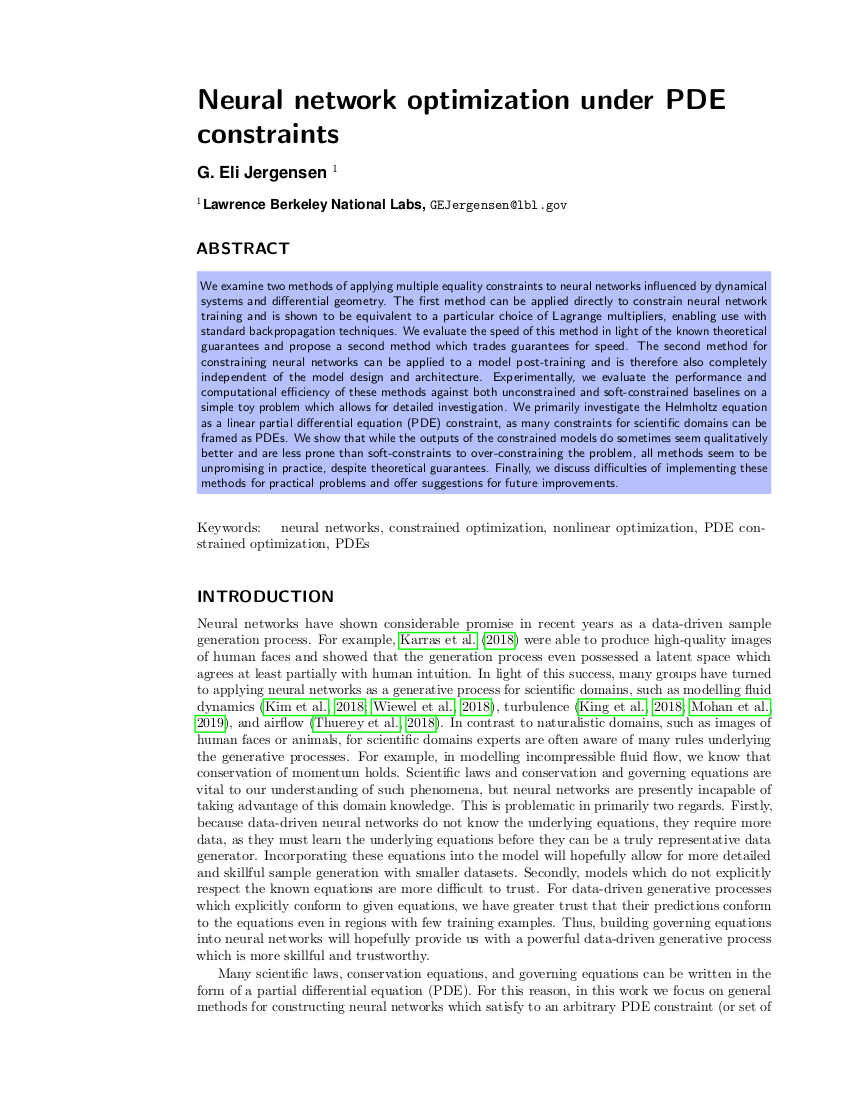 Neural network optimization under PDE
constraints
G. Eli Jergensen 1
1 Lawrence Berkeley National Labs, GEJergensen@lbl.gov
ABSTRACT
We examine two methods of applying multiple equality constraints to neural networks influenced by dynamical
systems and differential geometry. The first method can be applied directly to constrain neural network
training and is shown to be equivalent to a particular choice of Lagrange multipliers, enabling use with
standard backpropagation techniques. We evaluate the speed of this method in light of the known theoretical
guarantees and propose a second method which trades guarantees for speed. The second method for
constraining neural networks can be applied to a model post-training and is therefore also completely
independent of the model design and architecture. Experimentally, we evaluate the performance and
computational efficiency of these methods against both unconstrained and soft-constrained baselines on a
simple toy problem which allows for detailed investigation. We primarily investigate the Helmholtz equation
as a linear partial differential equation (PDE) constraint, as many constraints for scientific domains can be
framed as PDEs. We show that while the outputs of the constrained models do sometimes seem qualitatively
better and are less prone than soft-constraints to over-constraining the problem, all methods seem to be
unpromising in practice, despite theoretical guarantees. Finally, we discuss difficulties of implementing these
methods for practical problems and offer suggestions for future improvements.
Keywords: neural networks, constrained optimization, nonlinear optimization, PDE con-
strained optimization, PDEs
INTRODUCTION
Neural networks have shown considerable promise in recent years as a data-driven sample
generation process. For example, Karras et al. (2018) were able to produce high-quality images
of human faces and showed that the generation process even possessed a latent space which
agrees at least partially with human intuition. In light of this success, many groups have turned
to applying neural networks as a generative process for scientific domains, such as modelling fluid
dynamics (Kim et al., 2018; Wiewel et al., 2018), turbulence (King et al., 2018; Mohan et al.,
2019), and airflow (Thuerey et al., 2018). In contrast to naturalistic domains, such as images of
human faces or animals, for scientific domains experts are often aware of many rules underlying
the generative processes. For example, in modelling incompressible fluid flow, we know that
conservation of momentum holds. Scientific laws and conservation and governing equations are
vital to our understanding of such phenomena, but neural networks are presently incapable of
taking advantage of this domain knowledge. This is problematic in primarily two regards. Firstly,
because data-driven neural networks do not know the underlying equations, they require more
data, as they must learn the underlying equations before they can be a truly representative data
generator. Incorporating these equations into the model will hopefully allow for more detailed
and skillful sample generation with smaller datasets. Secondly, models which do not explicitly
respect the known equations are more difficult to trust. For data-driven generative processes
which explicitly conform to given equations, we have greater trust that their predictions conform
to the equations even in regions with few training examples. Thus, building governing equations
into neural networks will hopefully provide us with a powerful data-driven generative process
which is more skillful and trustworthy.
Many scientific laws, conservation equations, and governing equations can be written in the
form of a partial differential equation (PDE). For this reason, in this work we focus on general
methods for constructing neural networks which satisfy to an arbitrary PDE constraint (or set of